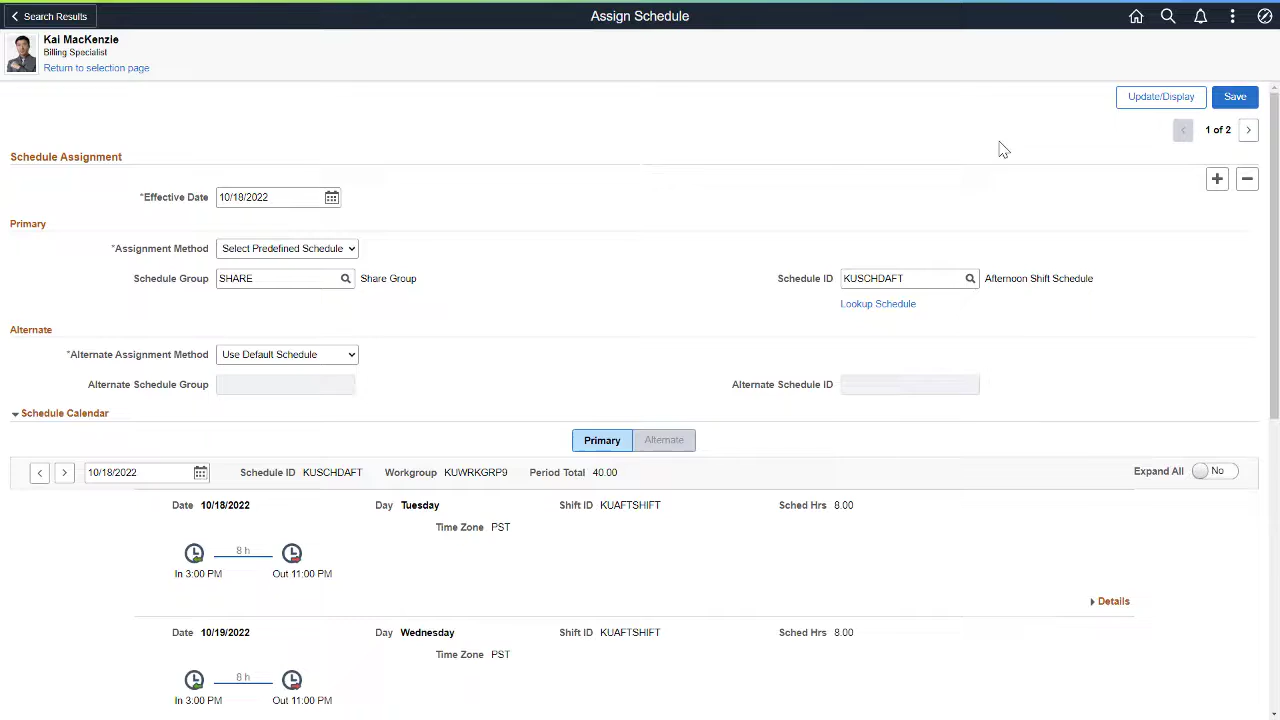 Search Results
Assign Schedule
Kai MacKenzie
Billing Specialist
Return to selection page
Update/Display
Save
1 of 2
Schedule Assignment
*Effective Date 10/18/2022
Primary
*Assignment Method Select Predefined Schedule
Schedule Group SHARE Share Group Schedule ID KUSCHDAFT Afternoon Shift Schedule
Lookup Schedule
Alternate
*Alternate Assignment Method Use Default Schedule
Alternate Schedule Group Alternate Schedule ID
Schedule Calendar
Primary Alternate
10/18/2022 Schedule ID KUSCHDAFT Workgroup KUWRKGRP9 Period Total 40.00 Expand All No
Date 10/18/2022 Day Tuesday Shift ID KUAFTSHIFT Sched Hrs 8.00
Time Zone PST
8 h
In 3:00 PM Out 11:00 PM
Details
Date 10/19/2022 Day Wednesday Shift ID KUAFTSHIFT Sched Hrs 8.00
Time Zone PST
8 h
In 3:00 PM Out 11:00 PM